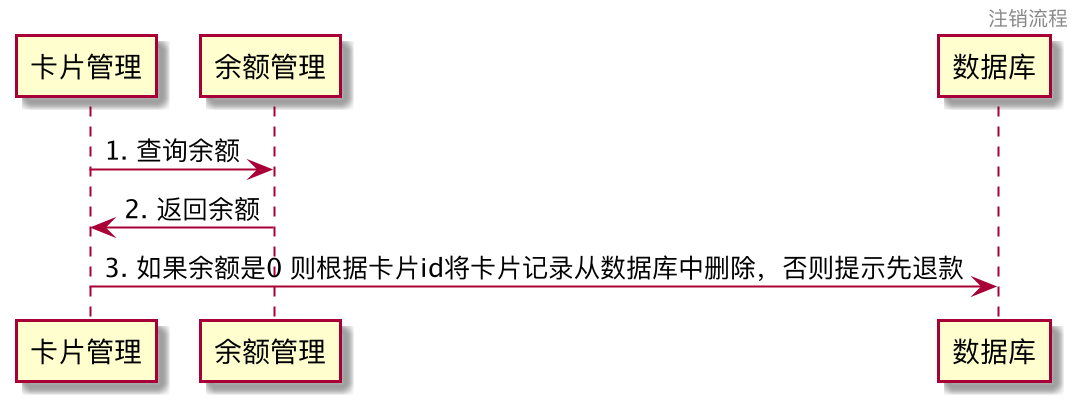 注销流程
卡片管理 余额管理 数据库
1. 查询余额
2. 返回余额
3. 如果余额是0 则根据卡片id将卡片记录从数据库中删除，否则提示先退款
卡片管理 余额管理 数据库